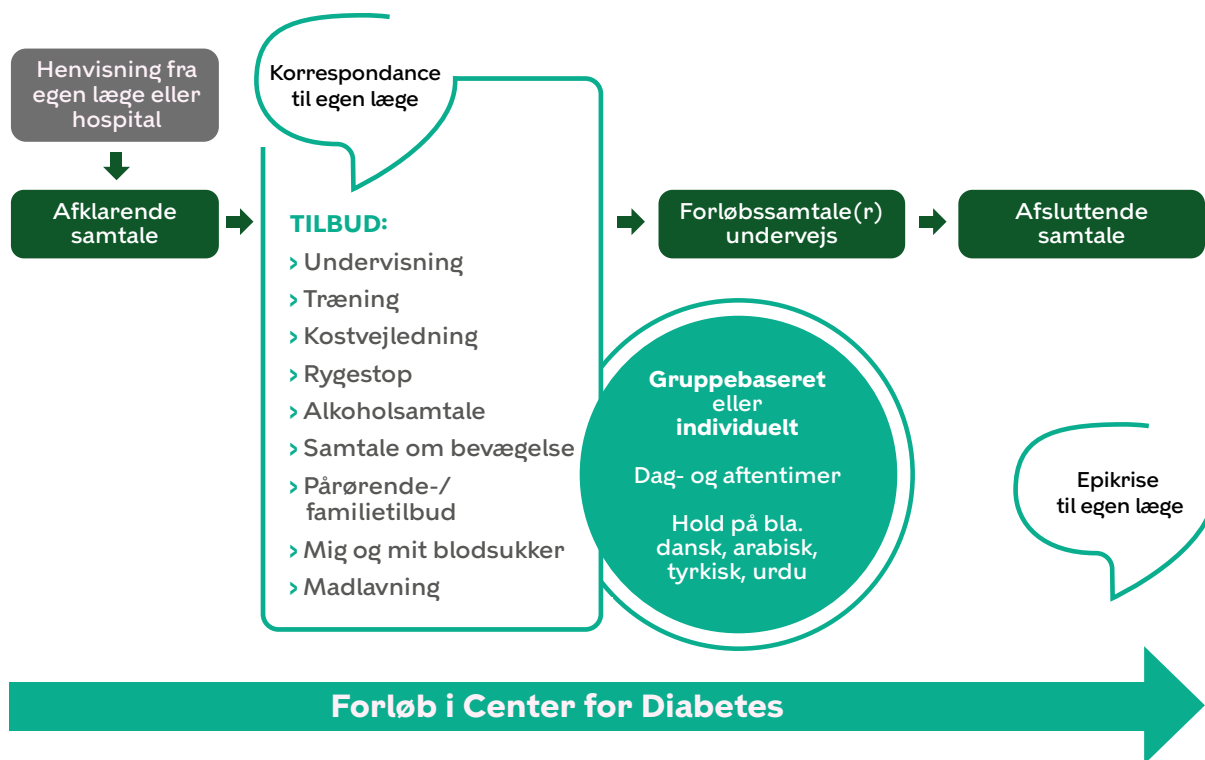 Henvisning fra
egen læge eller
hospital
Afklarende
samtale
Korrespondance
til egen læge
TILBUD:
› Undervisning
› Træning
› Kostvejledning
› Rygestop
› Alkoholsamtale
› Samtale om bevægelse
› Pårørende-/
familietilbud
› Mig og mit blodsukker
› Madlavning
Forløbssamtale(r)
undervejs
Afsluttende
samtale
Gruppebaseret
eller
individuelt
Dag- og aftentimer
Hold på bla.
dansk, arabisk,
tyrkisk, urdu
Epikrise
til egen læge
Forløb i Center for Diabetes